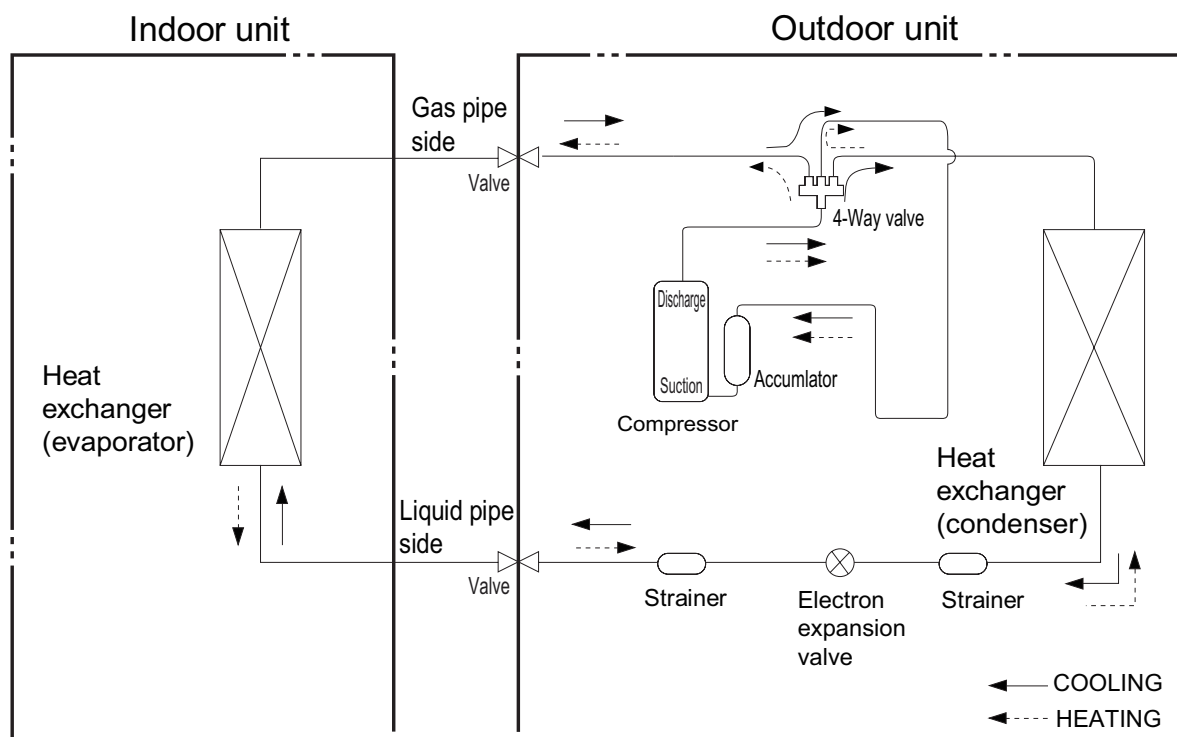 Indoor unit
Outdoor unit
Gas pipe
side
Valve
4-Way valve
Discharge
Suction
Accumlator
Compressor
Heat
exchanger
(evaporator)
Heat
exchanger
(condenser)
Liquid pipe
side
Valve
Strainer
Electron
expansion
valve
Strainer
COOLING
HEATING